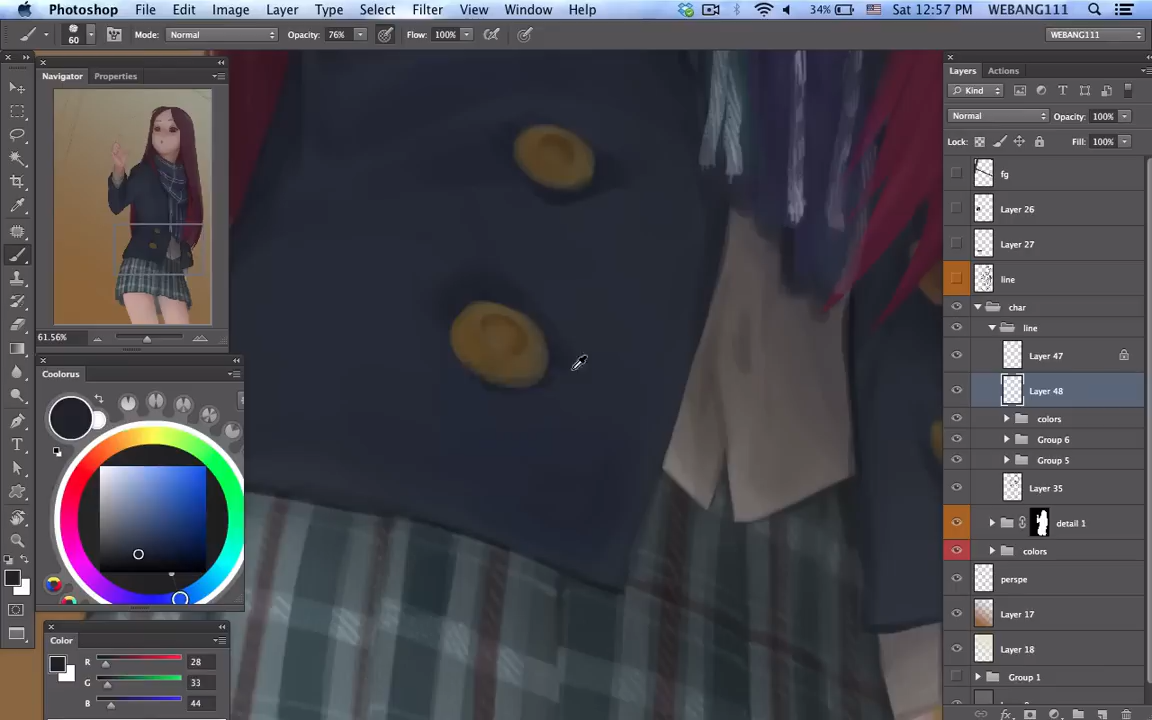 Photoshop File Edit Image Layer Type Select Filter View Window Help 34% Sat 12:57 PM WEBANG111
60 Mode: Normal Opacity: 76% Flow: 100% WEBANG111
Navigator Properties
61.56%
Coolorus
Color
R 28
G 33
B 44
Layers Actions
Kind
Normal Opacity: 100%
Lock: Fill: 100%
fg
Layer 26
Layer 27
line
char
line
Layer 47
Layer 48
colors
Group 6
Group 5
Layer 35
detail 1
colors
perspe
Layer 17
Layer 18
Group 1